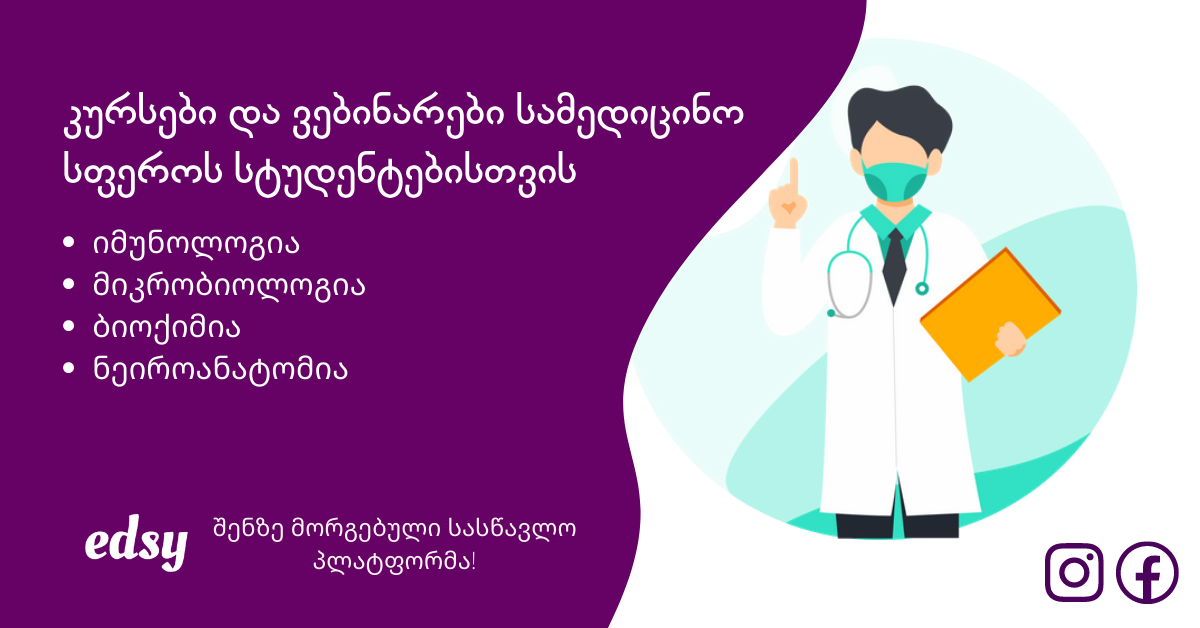 კურსები და ვებინარები სამედიცინო
სფეროს სტუდენტებისთვის
• იმუნოლოგია
• მიკრობიოლოგია
• ბიოქიმია
• ნეიროანატომია
edsy
შენზე მორგებული სასწავლო
პლატფორმა!